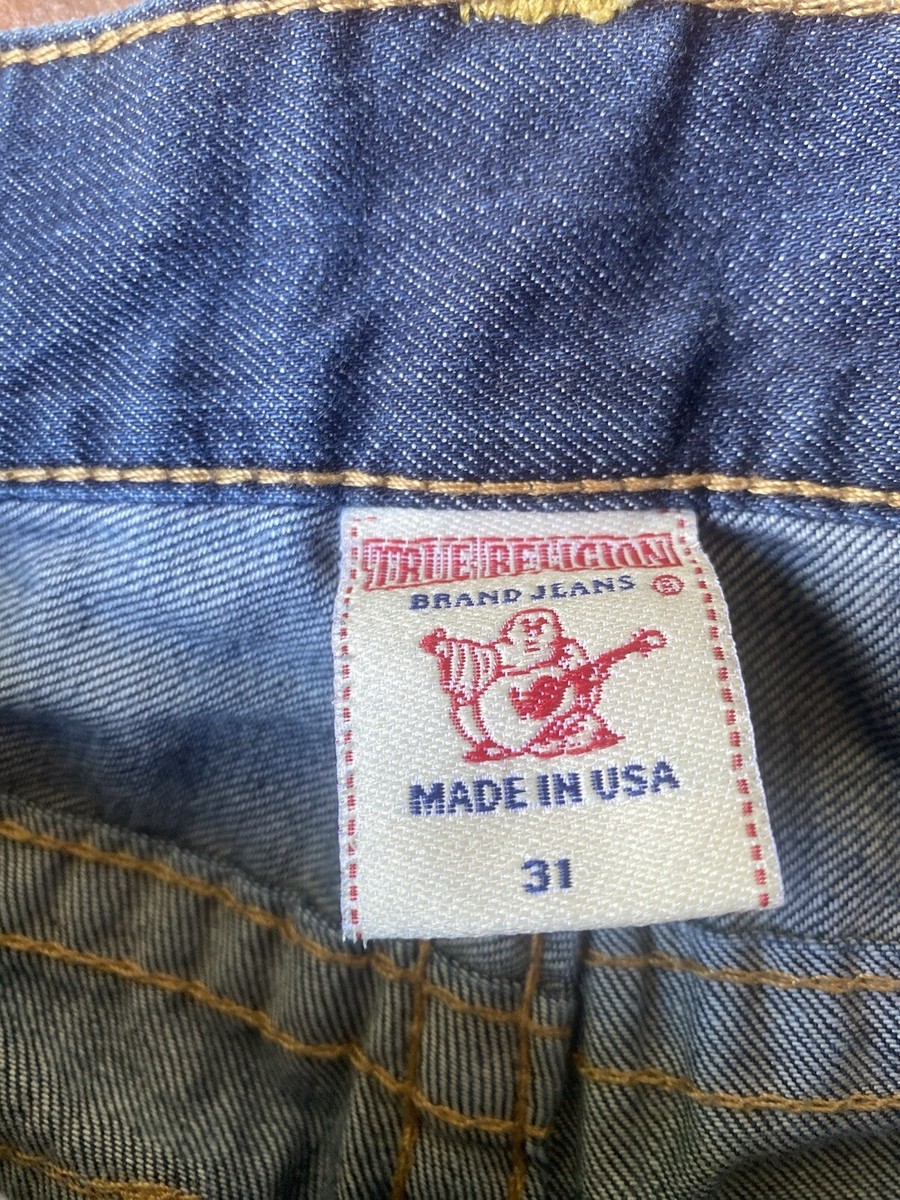 TRUE RELIGION
BRAND JEANS ®
MADE IN USA
31